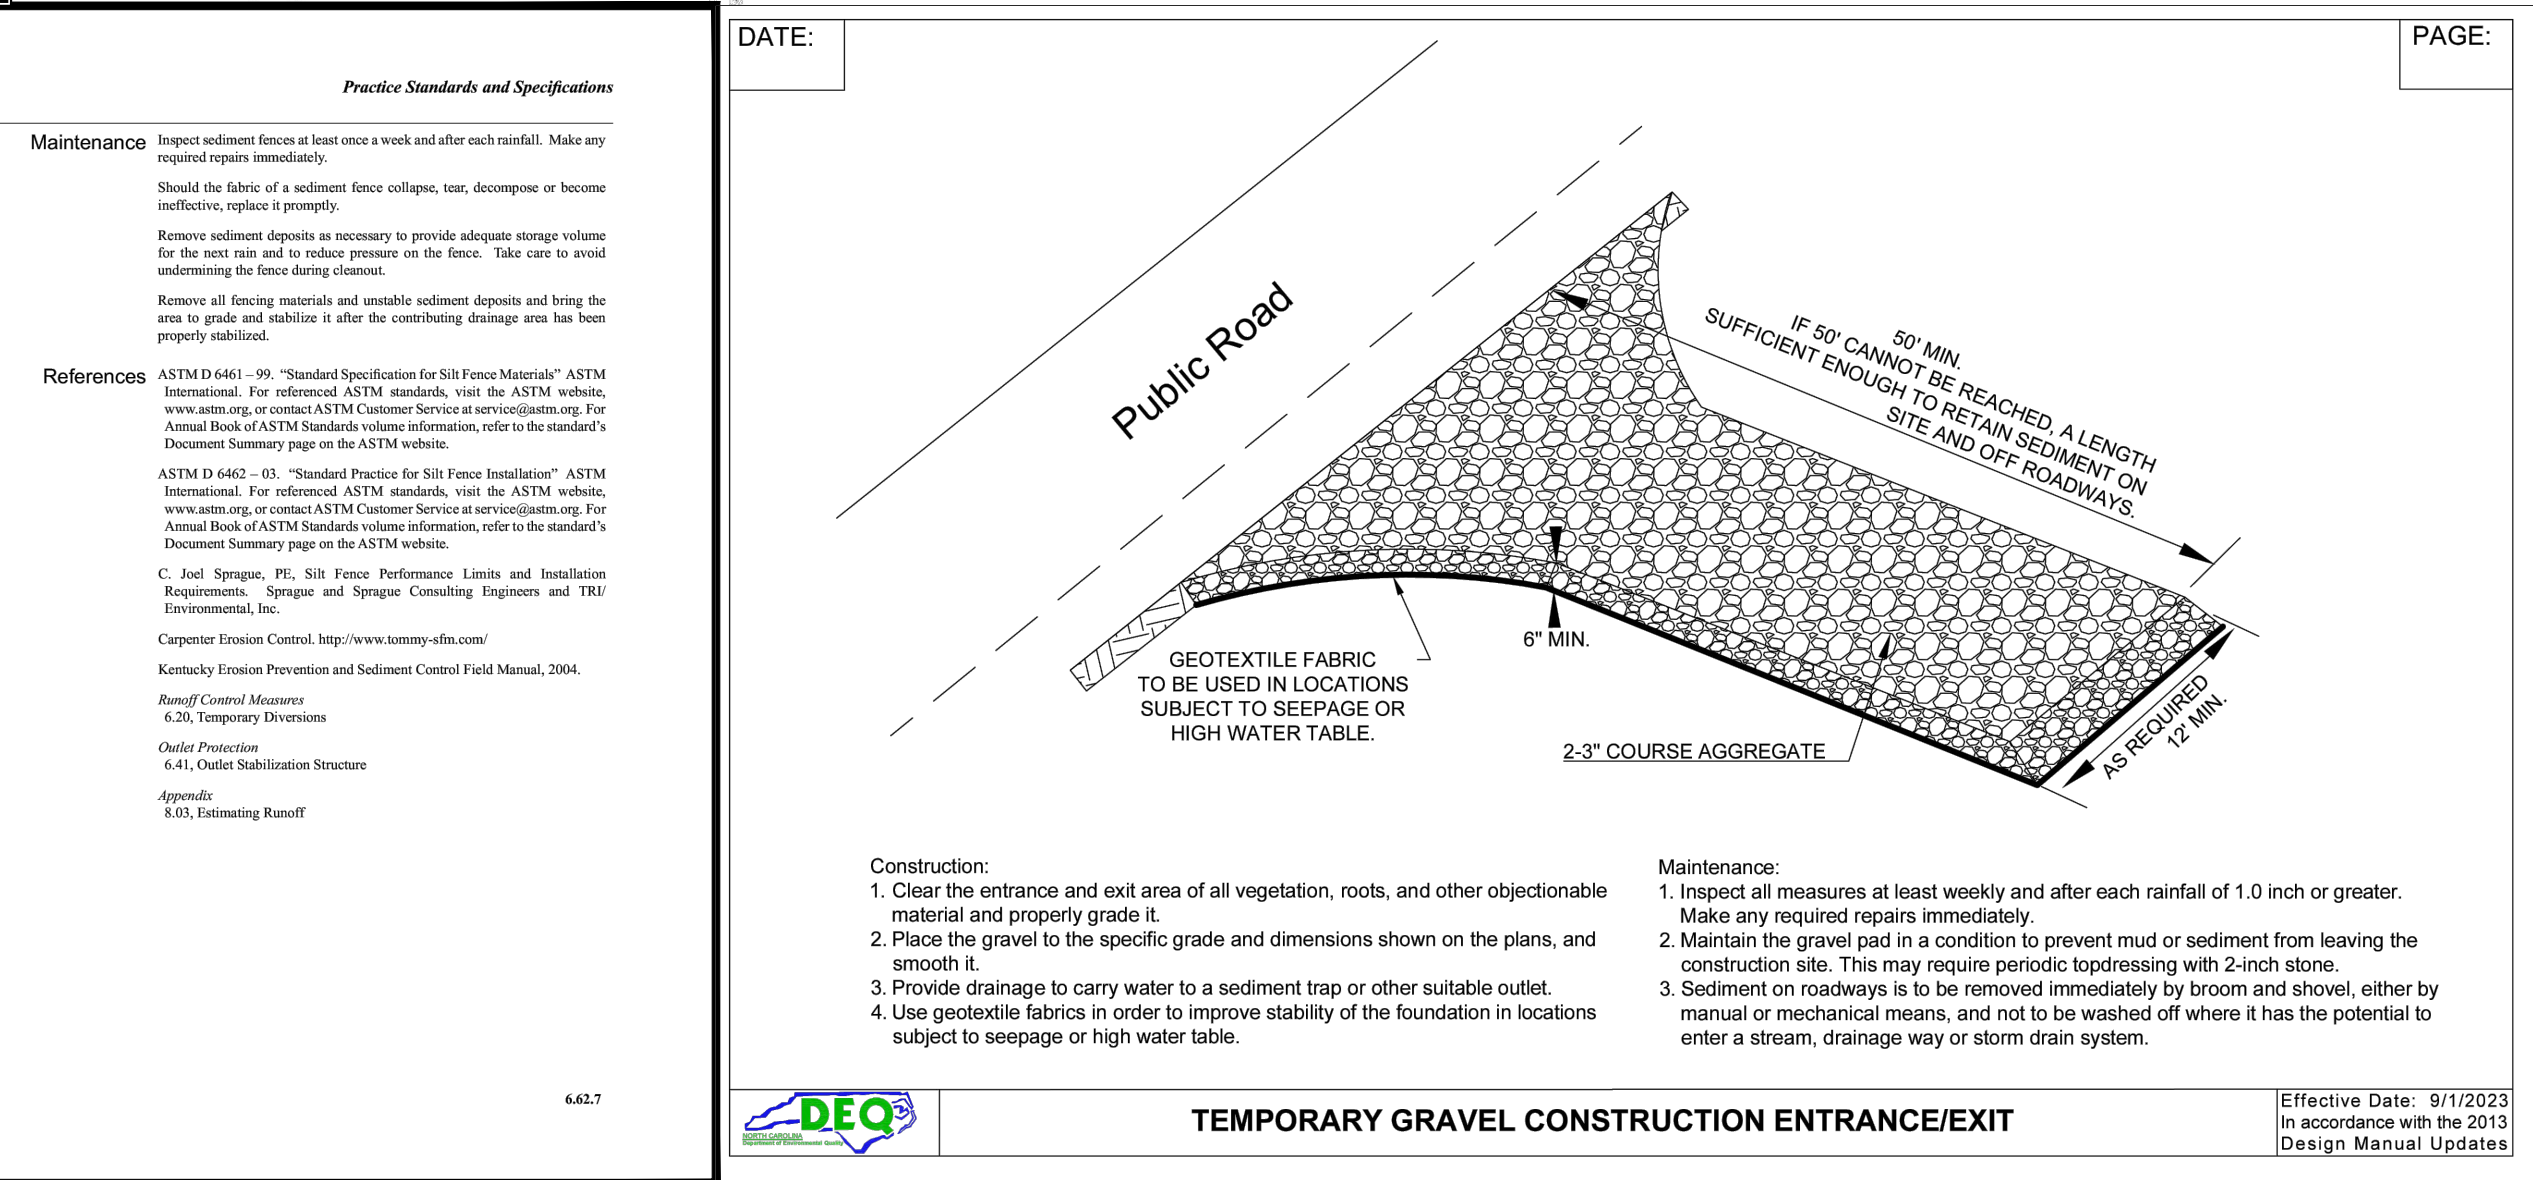 Practice Standards and Specifications
Maintenance
Inspect sediment fences at least once a week and after each rainfall. Make any
required repairs immediately.
Should the fabric of a sediment fence collapse, tear, decompose or become
ineffective, replace it promptly.
Remove sediment deposits as necessary to provide adequate storage volume
for the next rain and to reduce pressure on the fence. Take care to avoid
undermining the fence during cleanout.
Remove all fencing materials and unstable sediment deposits and bring the
area to grade and stabilize it after the contributing drainage area has been
properly stabilized.
References
ASTM D 6461 – 99. “Standard Specification for Silt Fence Materials” ASTM
International. For referenced ASTM standards, visit the ASTM website,
www.astm.org, or contact ASTM Customer Service at service@astm.org. For
Annual Book of ASTM Standards volume information, refer to the standard’s
Document Summary page on the ASTM website.
ASTM D 6462 – 03. “Standard Practice for Silt Fence Installation” ASTM
International. For referenced ASTM standards, visit the ASTM website,
www.astm.org, or contact ASTM Customer Service at service@astm.org. For
Annual Book of ASTM Standards volume information, refer to the standard’s
Document Summary page on the ASTM website.
C. Joel Sprague, PE, Silt Fence Performance Limits and Installation
Requirements. Sprague and Sprague Consulting Engineers and TRI/
Environmental, Inc.
Carpenter Erosion Control. http://www.tommy-sfm.com/
Kentucky Erosion Prevention and Sediment Control Field Manual, 2004.
Runoff Control Measures
6.20, Temporary Diversions
Outlet Protection
6.41, Outlet Stabilization Structure
Appendix
8.03, Estimating Runoff
6.62.7
DATE:
PAGE:
Public Road
50' MIN.
IF 50' CANNOT BE REACHED, A LENGTH
SUFFICIENT ENOUGH TO RETAIN SEDIMENT ON
SITE AND OFF ROADWAYS.
6" MIN.
GEOTEXTILE FABRIC
TO BE USED IN LOCATIONS
SUBJECT TO SEEPAGE OR
HIGH WATER TABLE.
2-3" COURSE AGGREGATE
AS REQUIRED
12' MIN.
Construction:
1. Clear the entrance and exit area of all vegetation, roots, and other objectionable
material and properly grade it.
2. Place the gravel to the specific grade and dimensions shown on the plans, and
smooth it.
3. Provide drainage to carry water to a sediment trap or other suitable outlet.
4. Use geotextile fabrics in order to improve stability of the foundation in locations
subject to seepage or high water table.
Maintenance:
1. Inspect all measures at least weekly and after each rainfall of 1.0 inch or greater.
Make any required repairs immediately.
2. Maintain the gravel pad in a condition to prevent mud or sediment from leaving the
construction site. This may require periodic topdressing with 2-inch stone.
3. Sediment on roadways is to be removed immediately by broom and shovel, either by
manual or mechanical means, and not to be washed off where it has the potential to
enter a stream, drainage way or storm drain system.
DEQ
NORTH CAROLINA
Department of Environmental Quality
TEMPORARY GRAVEL CONSTRUCTION ENTRANCE/EXIT
Effective Date: 9/1/2023
In accordance with the 2013
Design Manual Updates